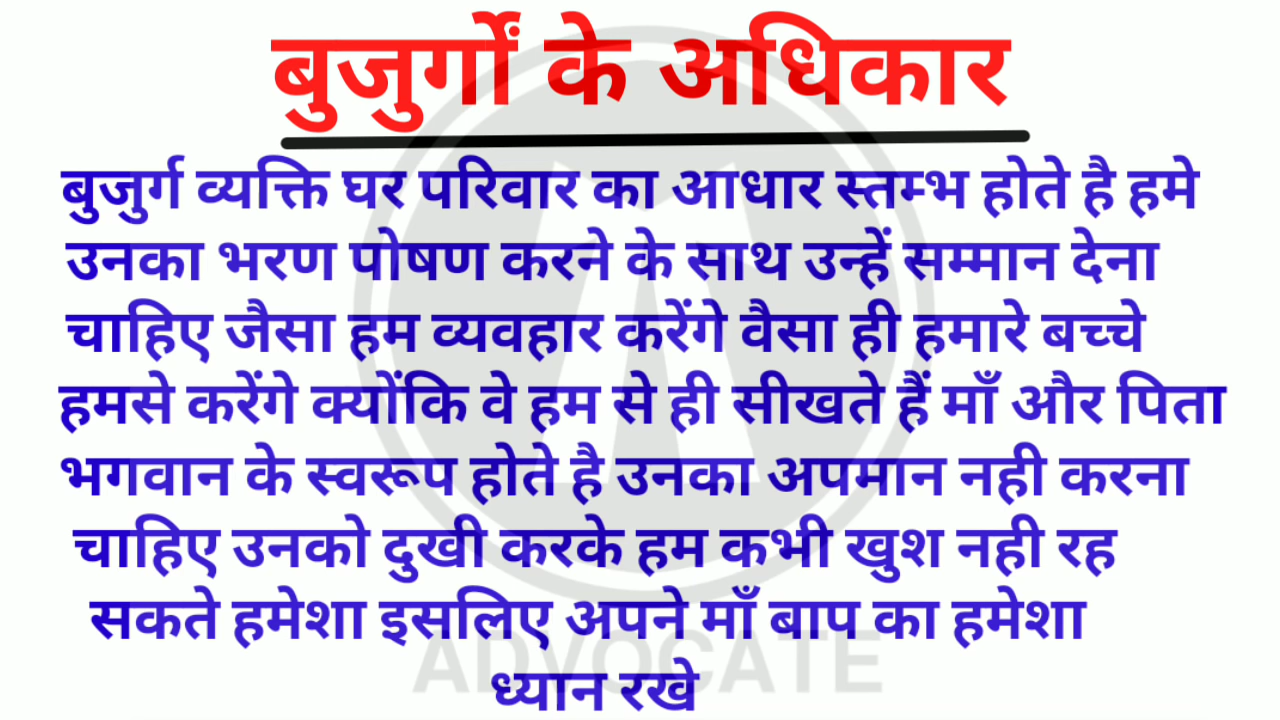 बुजुर्गों के अधिकार
बुजुर्ग व्यक्ति घर परिवार का आधार स्तम्भ होते है हमे
उनका भरण पोषण करने के साथ उन्हें सम्मान देना
चाहिए जैसा हम व्यवहार करेंगे वैसा ही हमारे बच्चे
हमसे करेंगे क्योंकि वे हम से ही सीखते हैं माँ और पिता
भगवान के स्वरूप होते है उनका अपमान नही करना
चाहिए उनको दुखी करके हम कभी खुश नही रह
सकते हमेशा इसलिए अपने माँ बाप का हमेशा
ADVOCATE
ध्यान रखे